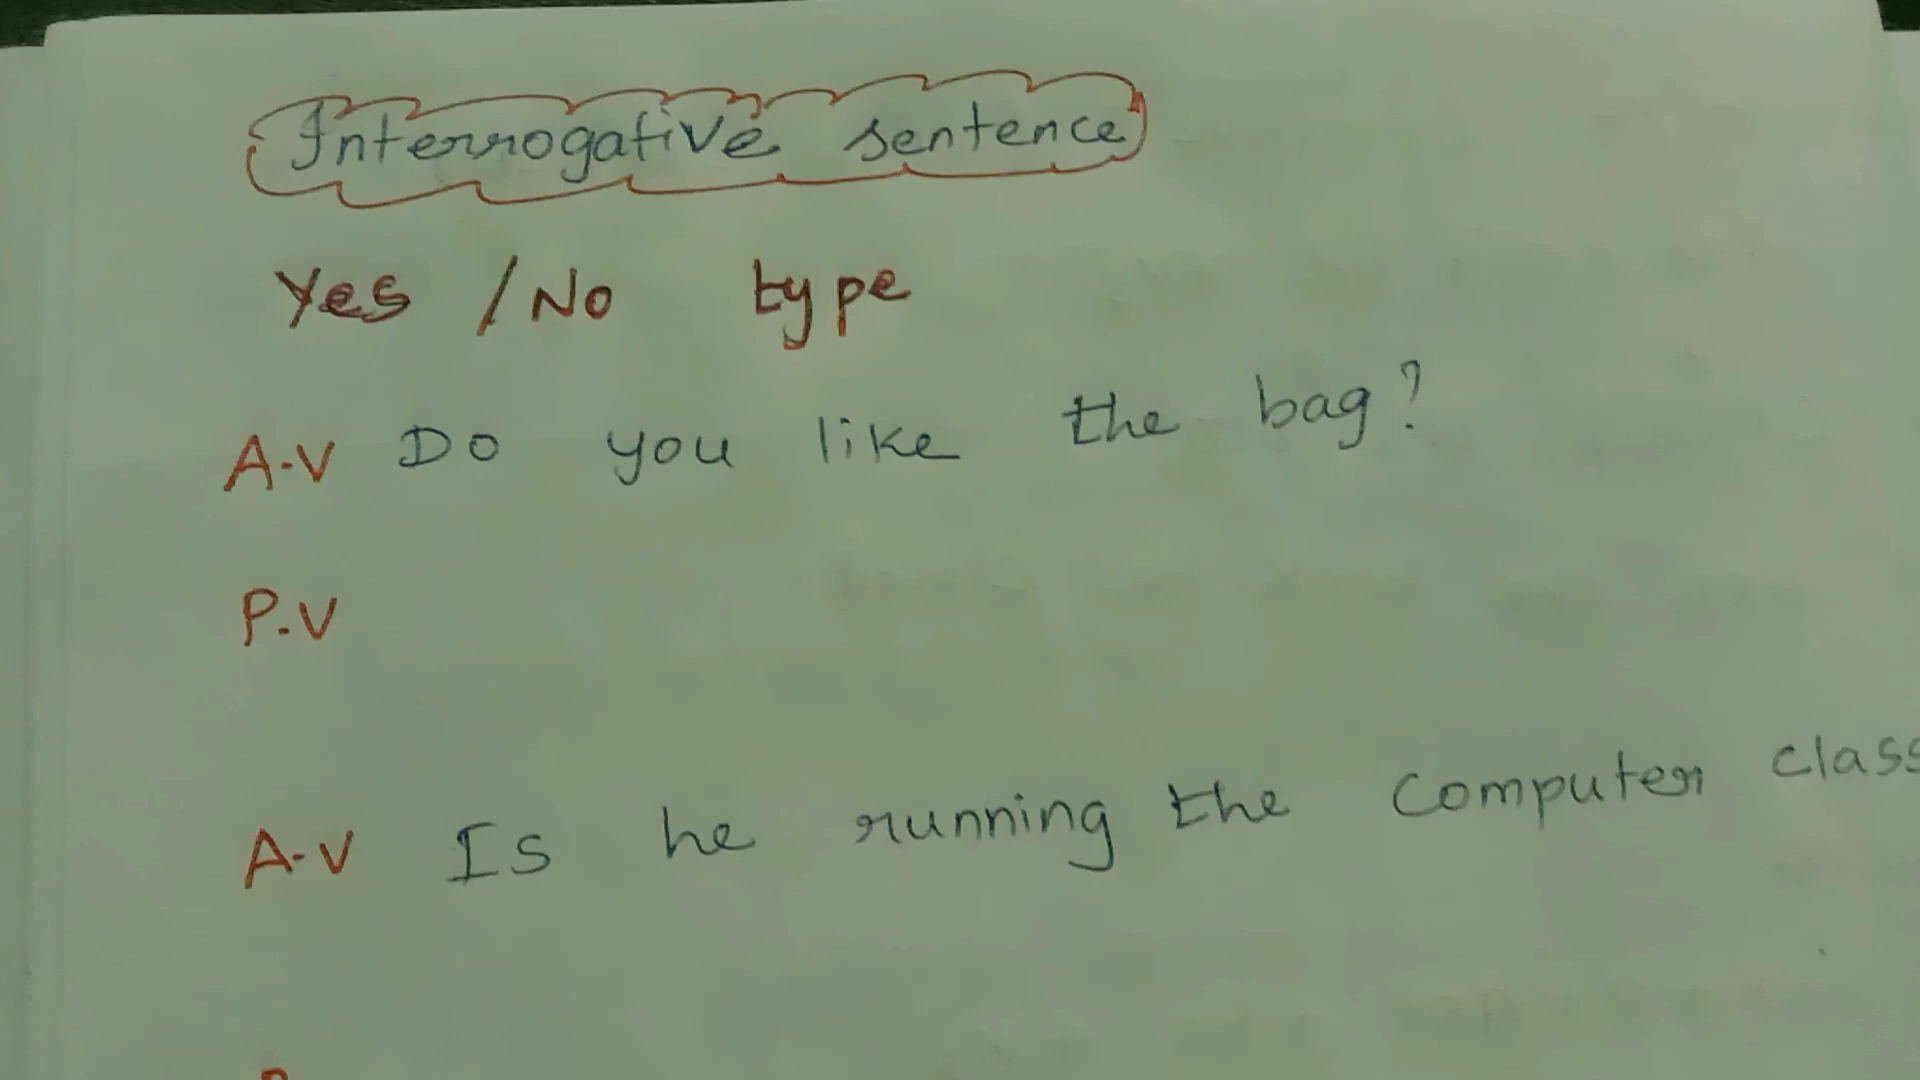 Interrogative sentence
Yes / No type
A.V Do you like the bag?
P.V
A.V Is he running the computer class